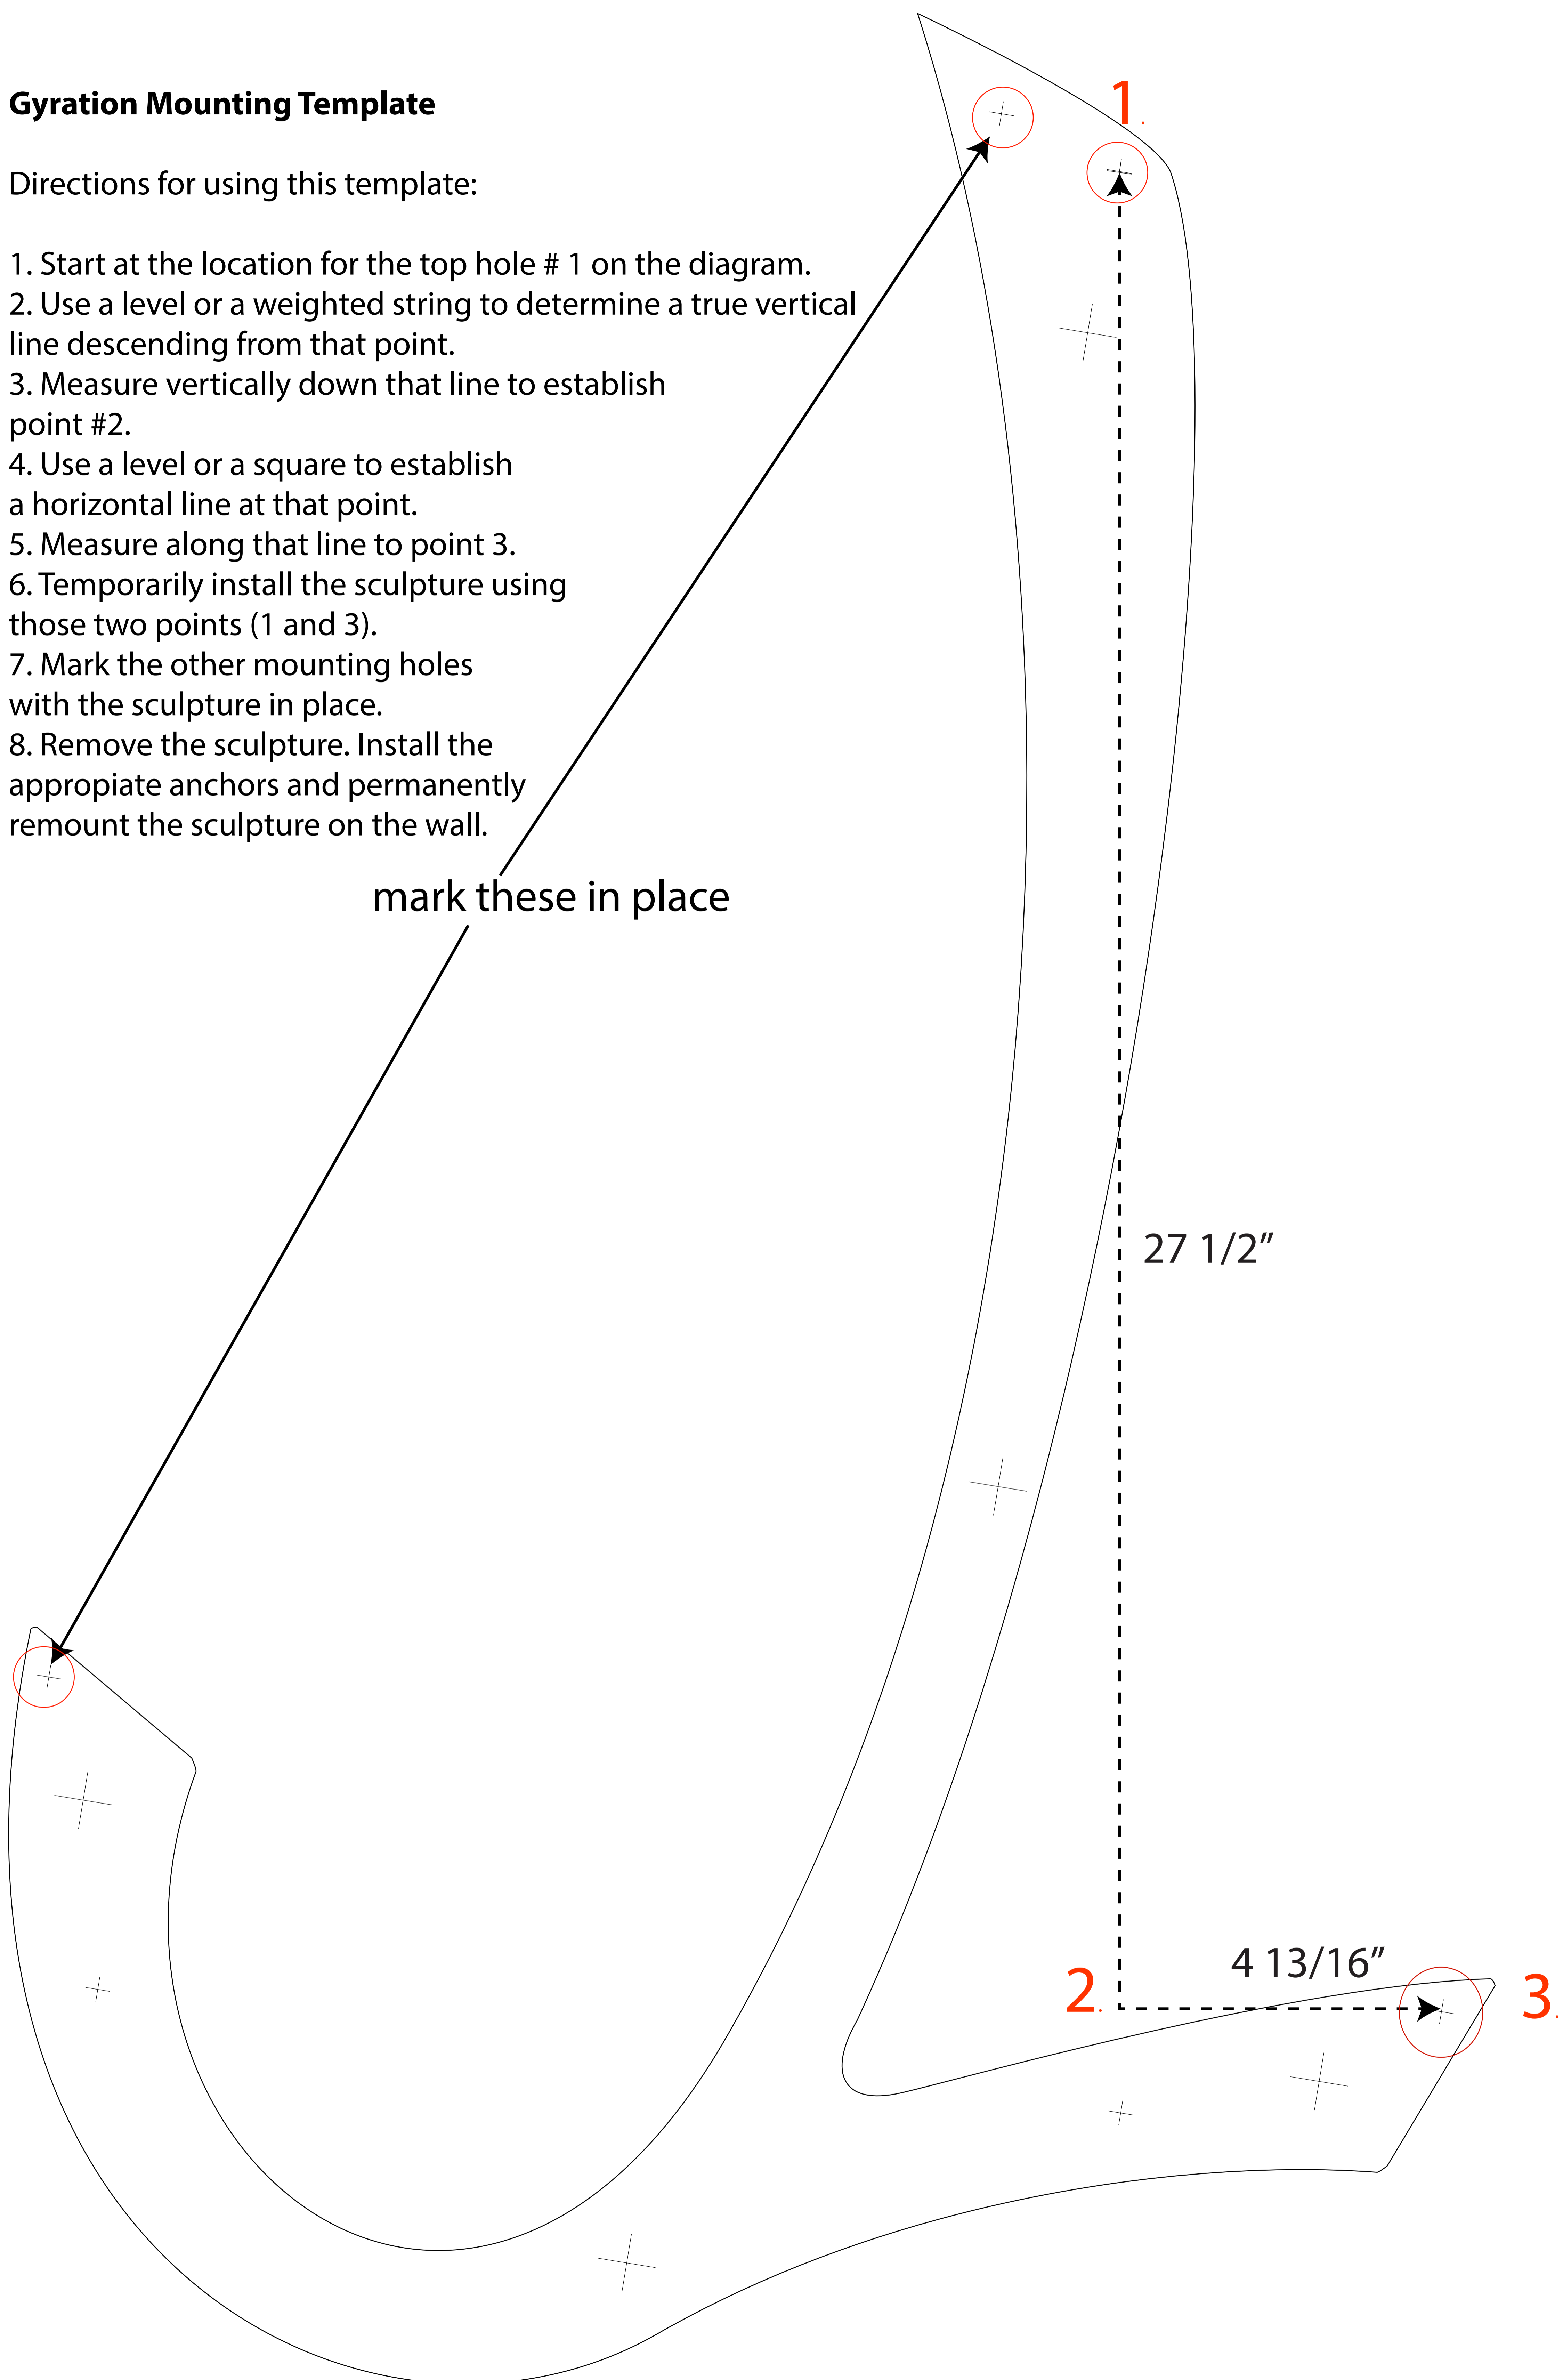 Gyration Mounting Template
Directions for using this template:
1. Start at the location for the top hole # 1 on the diagram.
2. Use a level or a weighted string to determine a true vertical
line descending from that point.
3. Measure vertically down that line to establish
point #2.
4. Use a level or a square to establish
a horizontal line at that point.
5. Measure along that line to point 3.
6. Temporarily install the sculpture using
those two points (1 and 3).
7. Mark the other mounting holes
with the sculpture in place.
8. Remove the sculpture. Install the
appropiate anchors and permanently
remount the sculpture on the wall.
mark these in place
1.
27 1/2”
4 13/16”
2.
3.